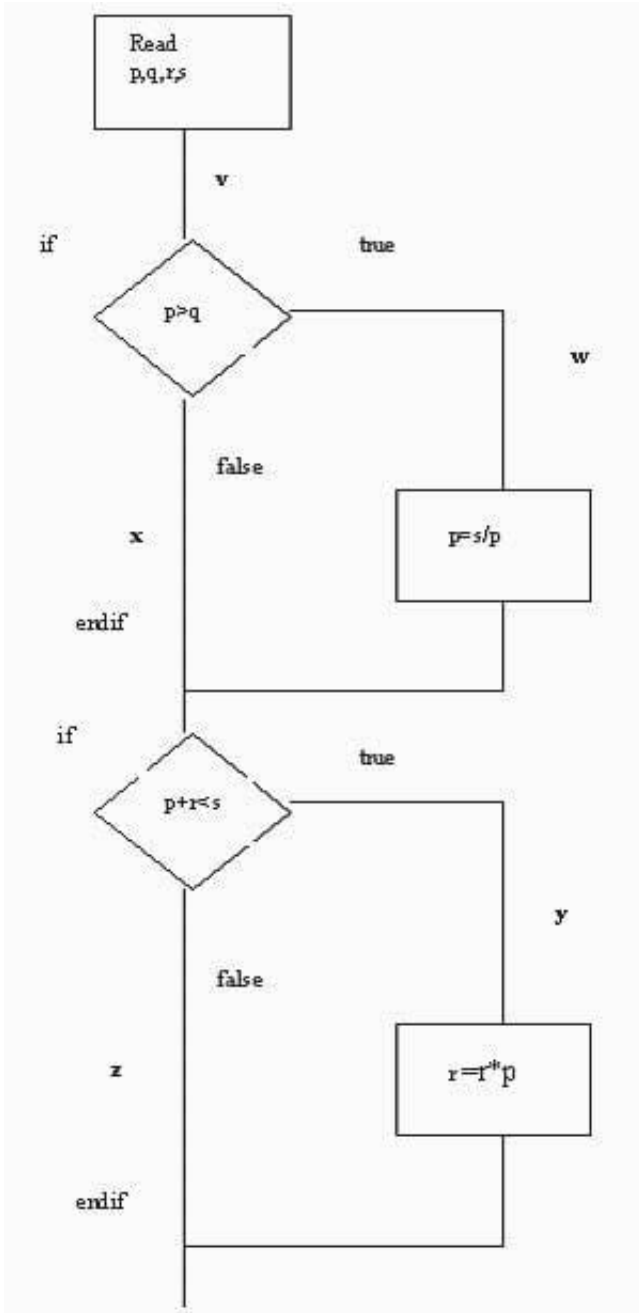 Read
p,q,r,s
v
if
true
p>q
w
false
p=s/p
x
endif
if
true
p+r<s
y
false
z
r=r*p
endif